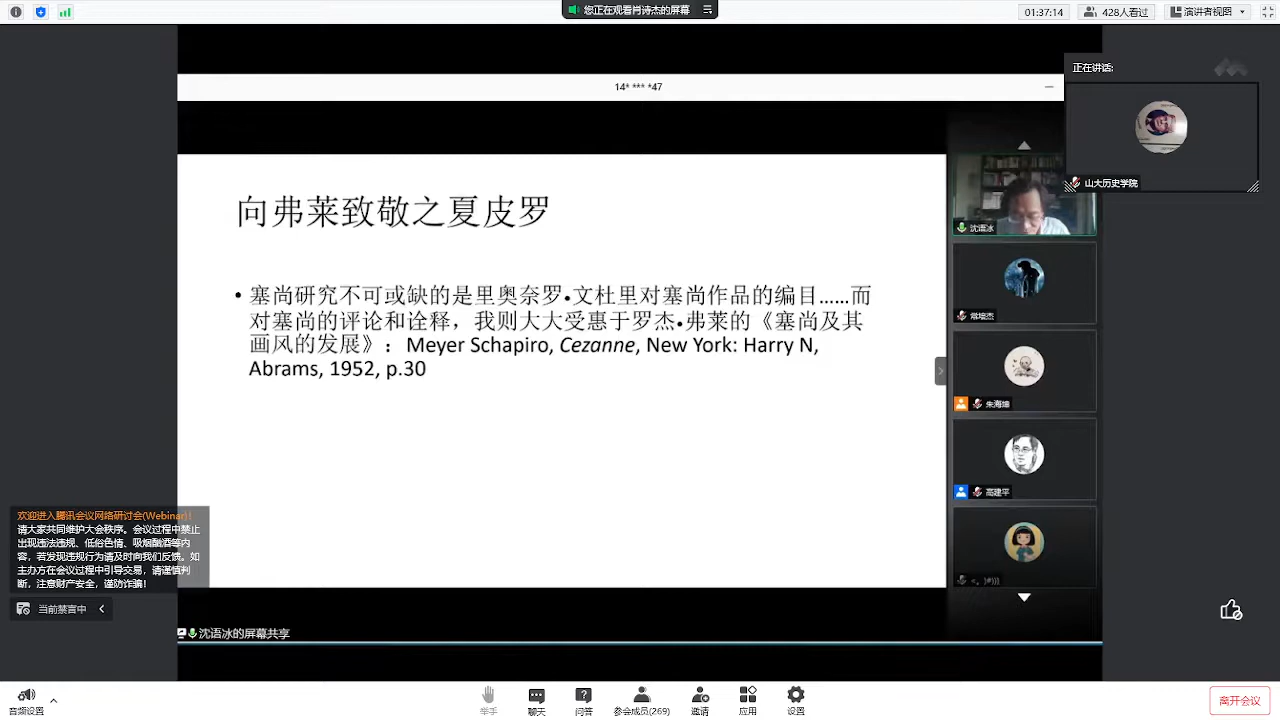 您正在观看肖诗杰的屏幕
01:37:14
428人看过
演讲者视图
14* *** *47
正在讲话:
山大历史学院
向弗莱致敬之夏皮罗
• 塞尚研究不可或缺的是里奥奈罗•文杜里对塞尚作品的编目……而
对塞尚的评论和诠释，我则大大受惠于罗杰•弗莱的《塞尚及其
画风的发展》：Meyer Schapiro, Cezanne, New York: Harry N,
Abrams, 1952, p.30
沈语冰
常培杰
高建平
<。)#)))
欢迎进入腾讯会议网络研讨会(Webinar)!
请大家共同维护大会秩序。会议过程中禁止
出现违法违规、低俗色情、吸烟酗酒等内
容，若发现违规行为请及时向我们反馈。如
主办方在会议过程中引导交易，请谨慎判
断，注意财产安全，谨防诈骗!
当前禁言中
沈语冰的屏幕共享
音频设置
举手
聊天
问答
参会成员(269)
邀请
应用
设置
离开会议